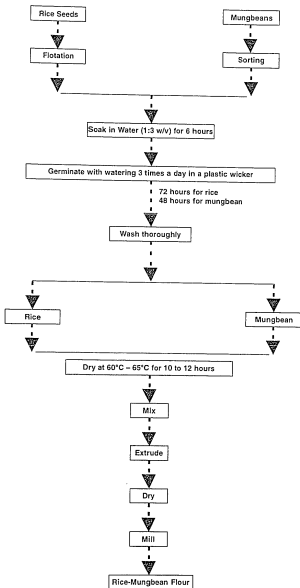 Rice Seeds
Mungbeans
Flotation
Sorting
Soak in Water (1:3 w/v) for 6 hours
Germinate with watering 3 times a day in a plastic wicker
72 hours for rice
48 hours for mungbean
Wash thoroughly
Rice
Mungbean
Dry at 60°C – 65°C for 10 to 12 hours
Mix
Extrude
Dry
Mill
Rice-Mungbean Flour